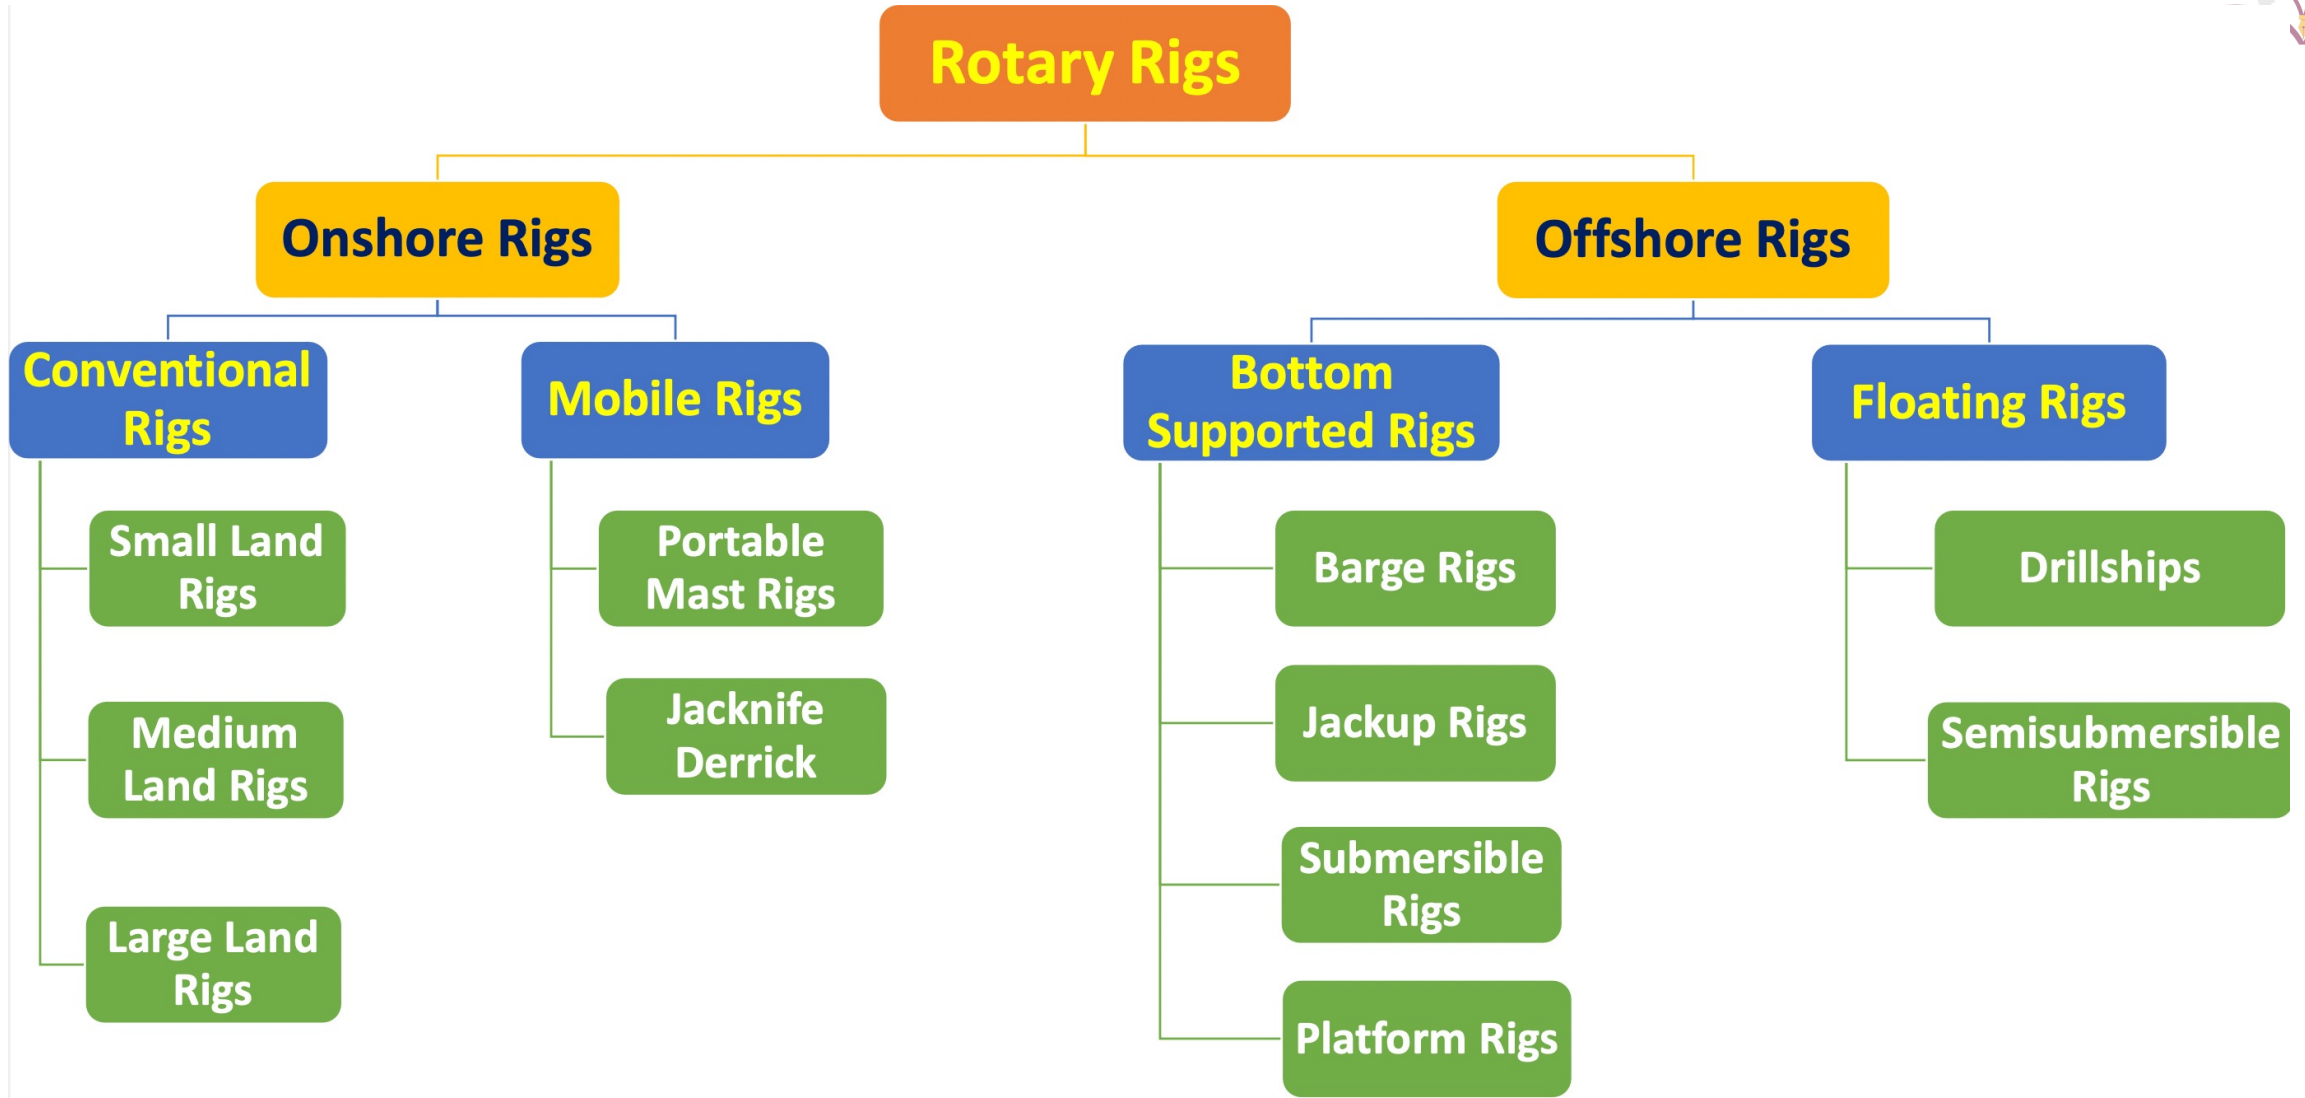 Rotary Rigs
Onshore Rigs
Offshore Rigs
Conventional
Rigs
Mobile Rigs
Bottom
Supported Rigs
Floating Rigs
Small Land
Rigs
Medium
Land Rigs
Large Land
Rigs
Portable
Mast Rigs
Jacknife
Derrick
Barge Rigs
Jackup Rigs
Submersible
Rigs
Platform Rigs
Drillships
Semisubmersible
Rigs